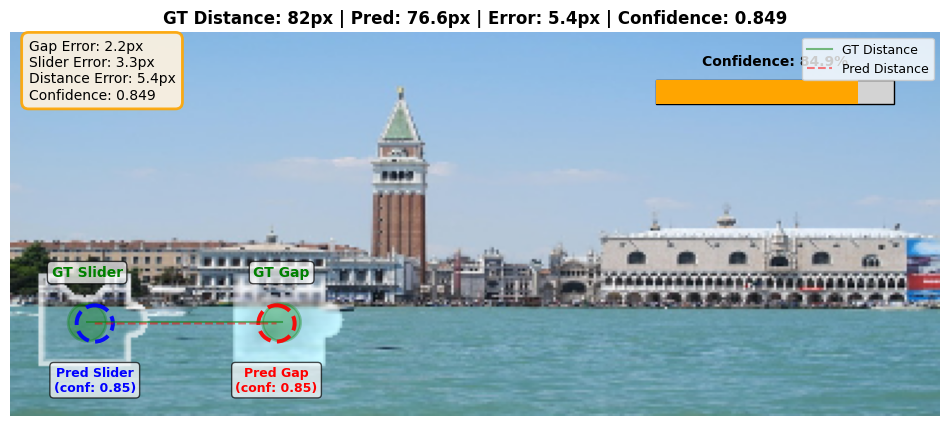 GT Distance: 82px | Pred: 76.6px | Error: 5.4px | Confidence: 0.849
Gap Error: 2.2px
Slider Error: 3.3px
Distance Error: 5.4px
Confidence: 0.849
Confidence: 84.9%
GT Distance
Pred Distance
GT Slider
GT Gap
Pred Slider
(conf: 0.85)
Pred Gap
(conf: 0.85)